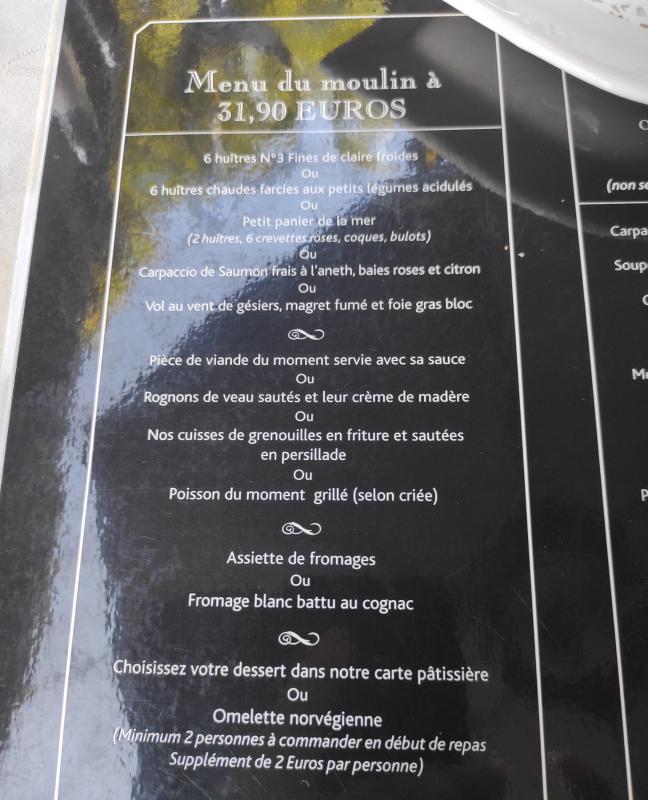 Menu du moulin à
31,90 EUROS
6 huîtres N°3 Fines de claire froides
Ou
6 huîtres chaudes farcies aux petits légumes acidulés
Ou
Petit panier de la mer
(2 huîtres, 6 crevettes roses, coques, bulots)
Ou
Carpaccio de Saumon frais à l'aneth, baies roses et citron
Ou
Vol au vent de gésiers, magret fumé et foie gras bloc
Pièce de viande du moment servie avec sa sauce
Ou
Rognons de veau sautés et leur crème de madère
Ou
Nos cuisses de grenouilles en friture et sautées
en persillade
Ou
Poisson du moment grillé (selon criée)
Assiette de fromages
Ou
Fromage blanc battu au cognac
Choisissez votre dessert dans notre carte pâtissière
Ou
Omelette norvégienne
(Minimum 2 personnes à commander en début de repas
Supplément de 2 Euros par personne)
(non se
Carpa
Soup
Me